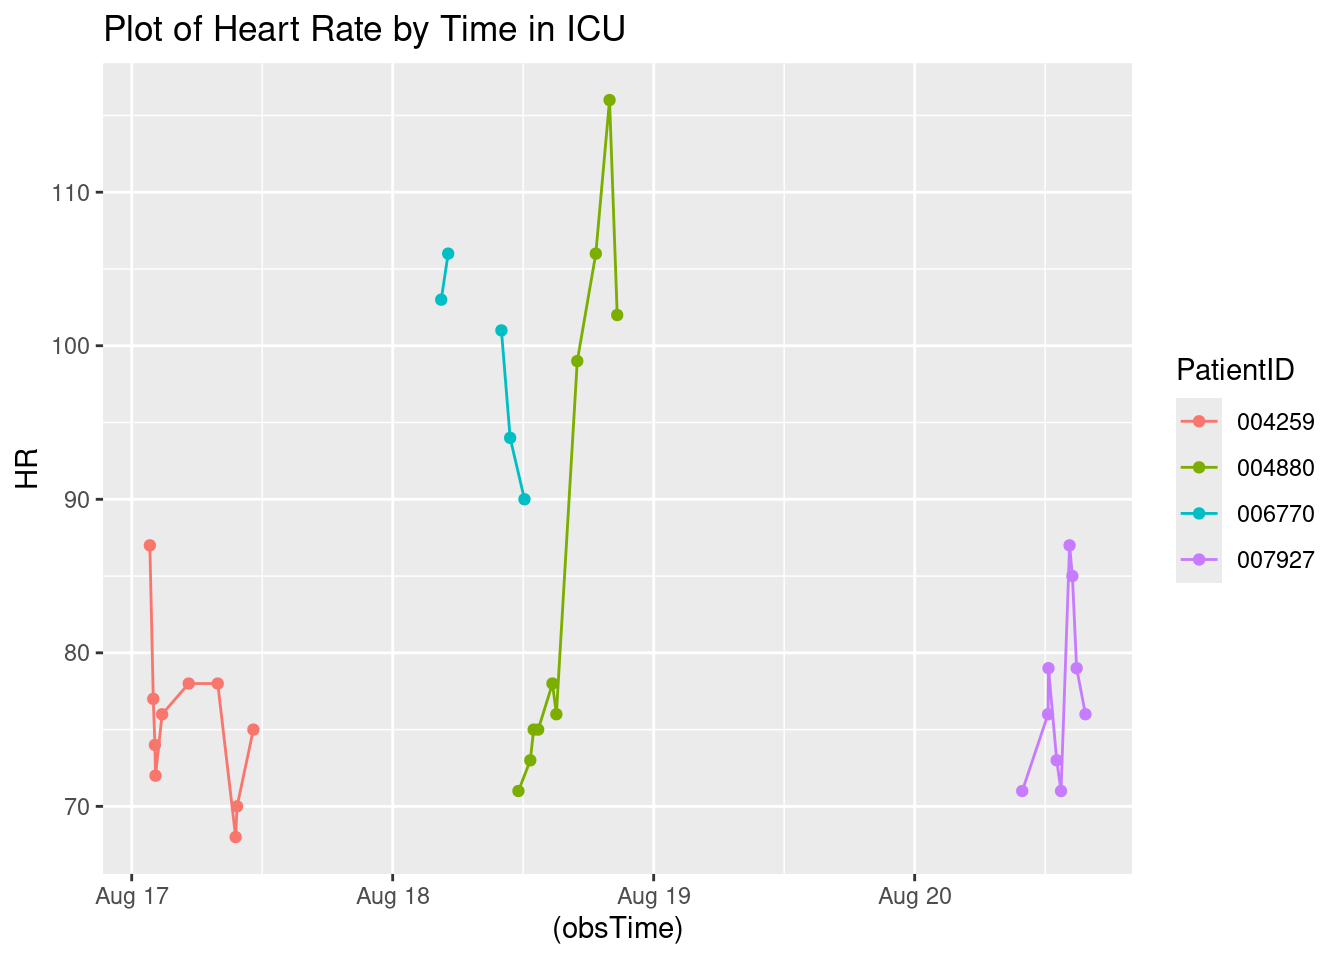 Plot of Heart Rate by Time in ICU
110
100
90
80
70
HR
Aug 17
Aug 18
Aug 19
Aug 20
(obsTime)
PatientID
004259
004880
006770
007927